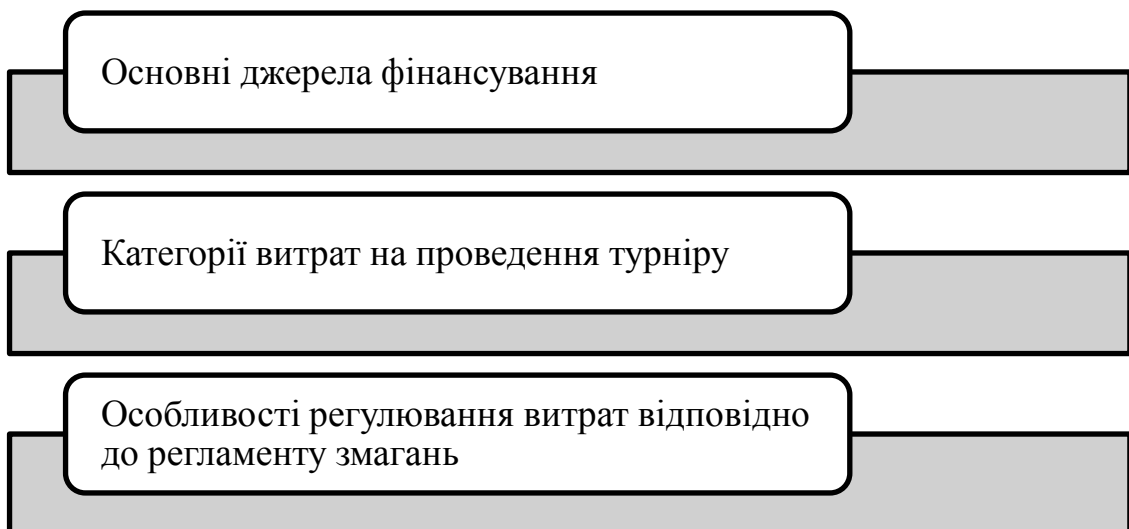 Основні джерела фінансування
Категорії витрат на проведення турніру
Особливості регулювання витрат відповідно
до регламенту змагань